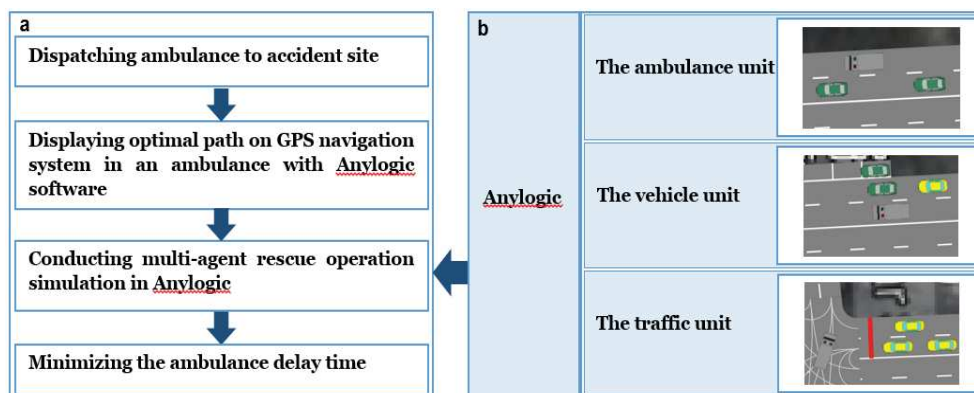 a
Dispatching ambulance to accident site
Displaying optimal path on GPS navigation
system in an ambulance with Anylogic
software
Conducting multi-agent rescue operation
simulation in Anylogic
Minimizing the ambulance delay time
b
Anylogic
The ambulance unit
The vehicle unit
The traffic unit